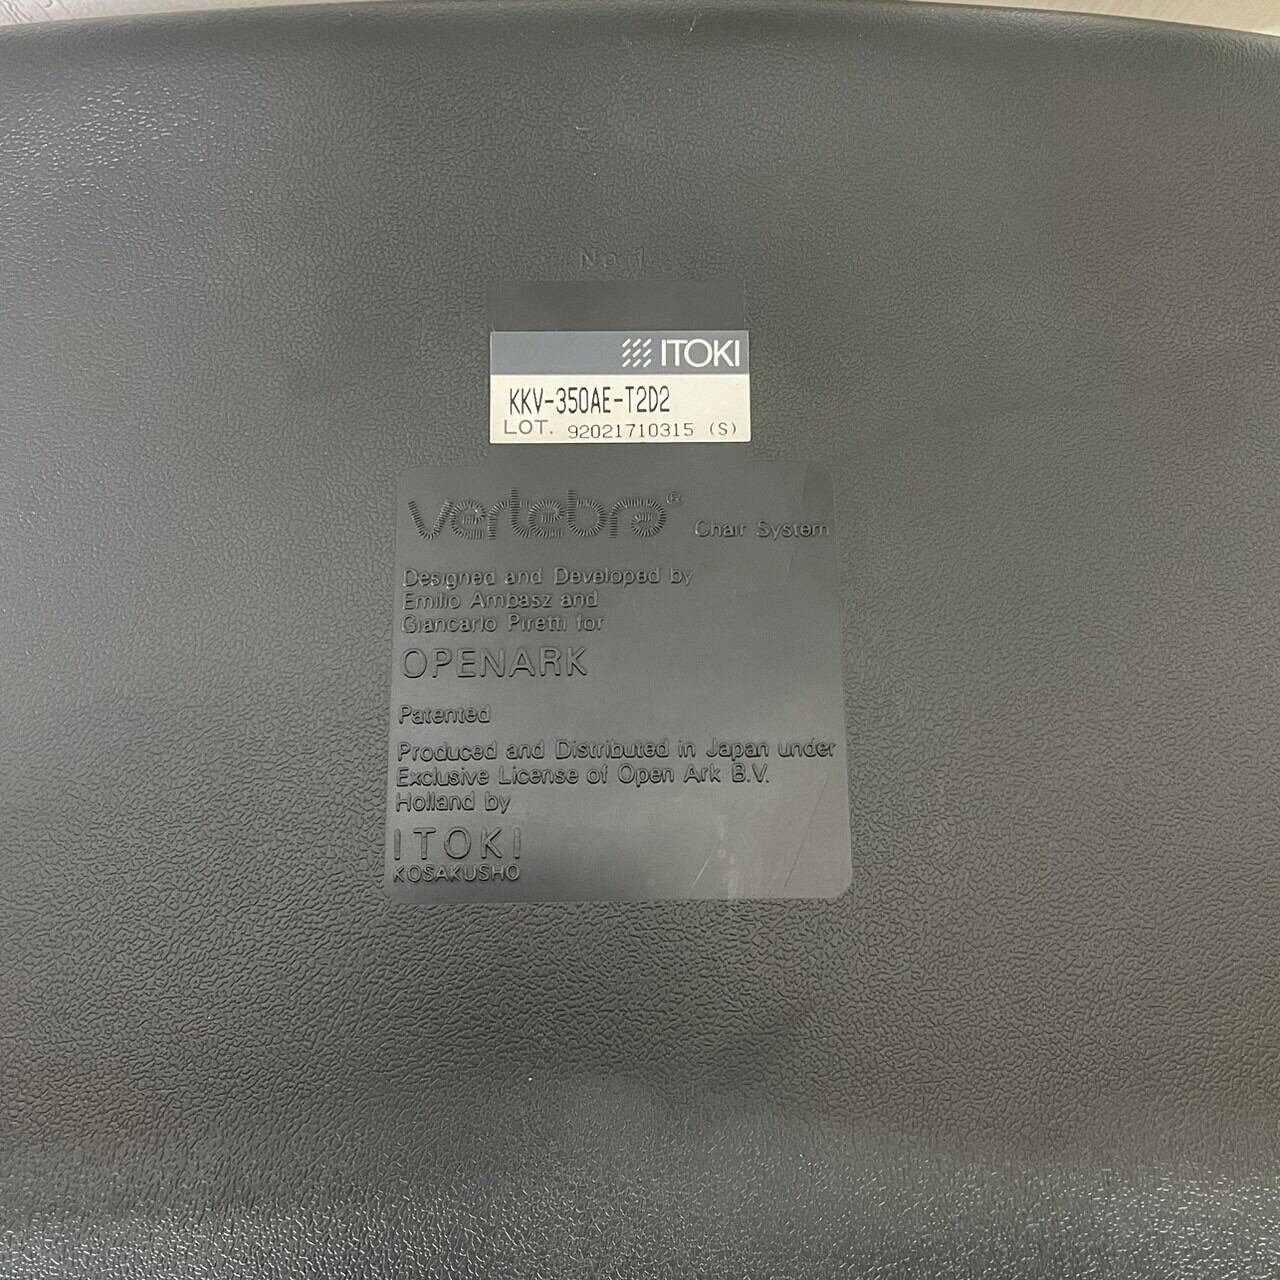 No 1
ITOKI
KKV-350AE-T2D2
LOT. 92021710315 (S)
vertebra® Chair System
Designed and Developed by
Emilio Ambasz and
Giancarlo Piretti for
OPENARK
Patented
Produced and Distributed in Japan under
Exclusive License of Open Ark B.V.
Holland by
ITOKI
KOSAKUSHO